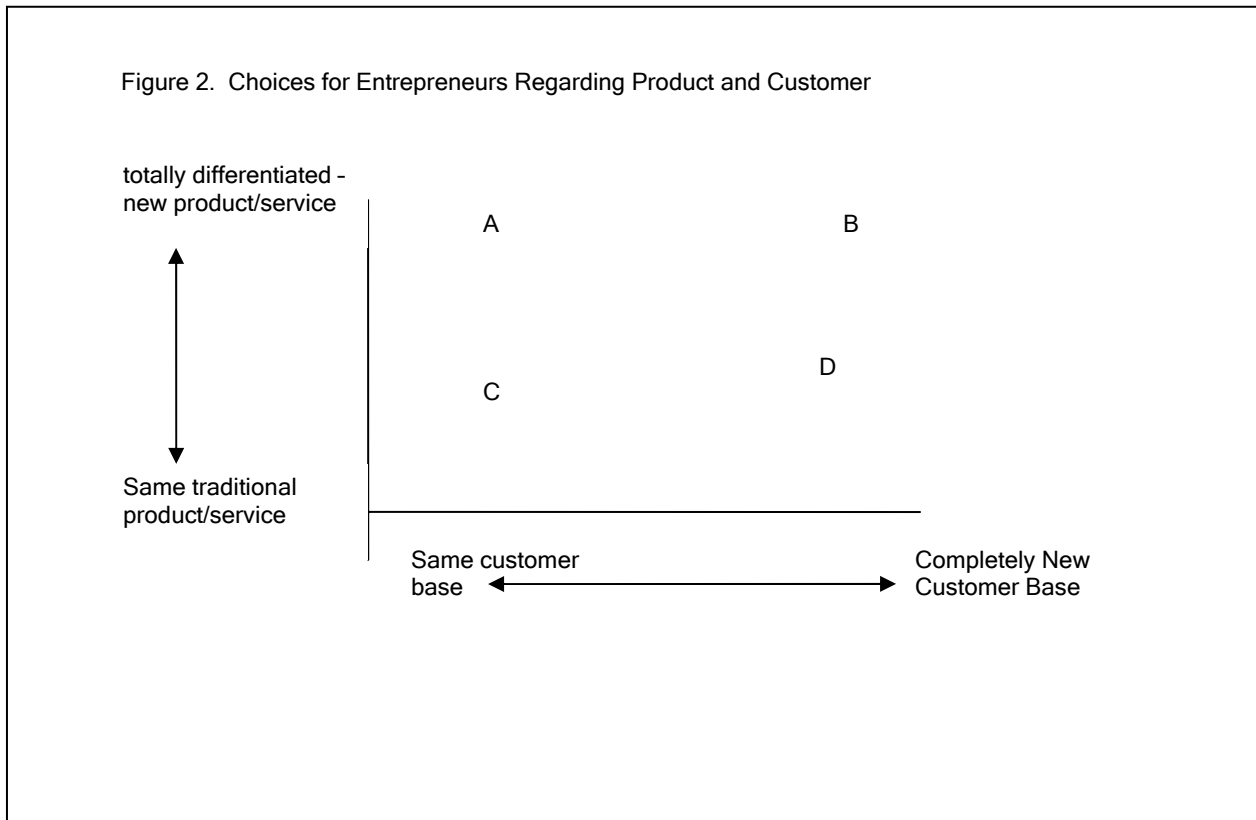 Figure 2.  Choices for Entrepreneurs Regarding Product and Customer
totally differentiated –
new product/service
A
B
D
C
Same traditional
product/service
Same customer
base
Completely New
Customer Base